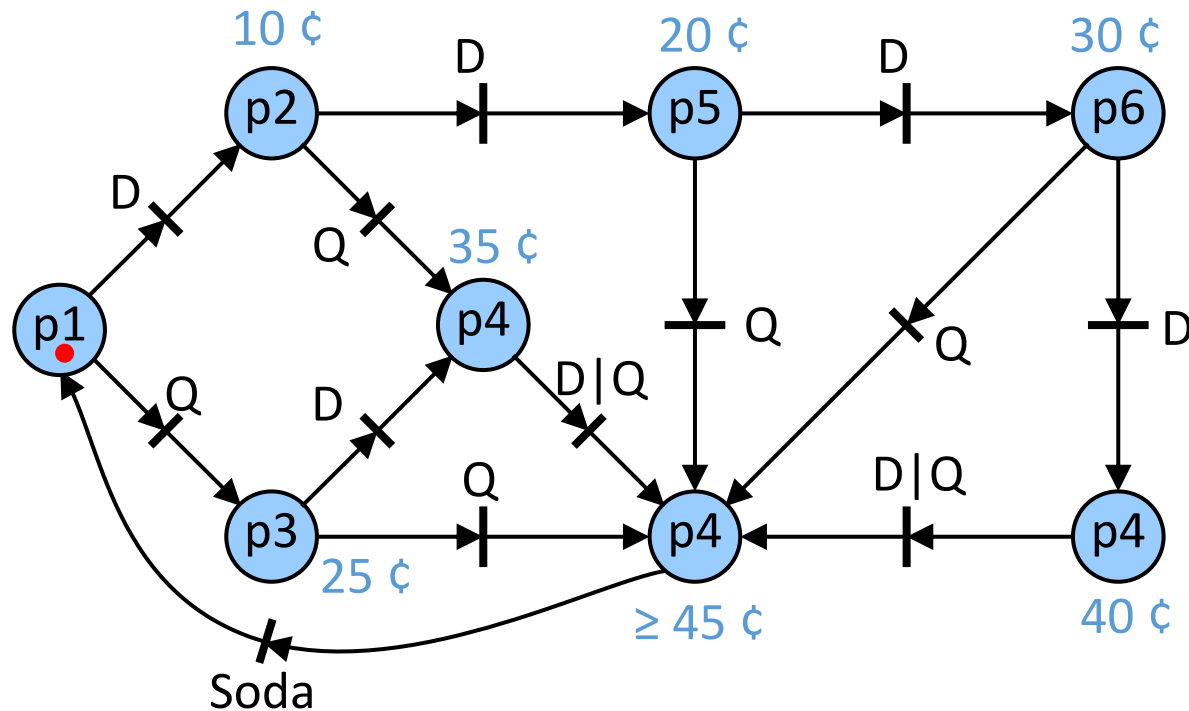 10 ¢
20 ¢
30 ¢
D
D
p2
p5
p6
D
Q
35 ¢
p1
p4
Q
Q
D
Q
D
D|Q
Q
D|Q
p3
p4
p4
25 ¢
≥ 45 ¢
40 ¢
Soda